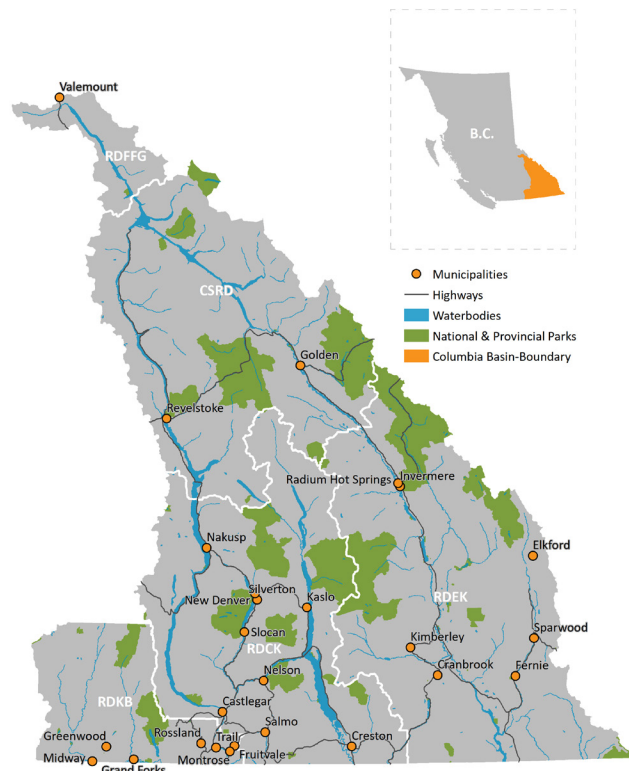 Valemount
B.C.
RDFFG
CSRD
Municipalities
Highways
Waterbodies
National & Provincial Parks
Columbia Basin-Boundary
Golden
Revelstoke
Radium Hot Springs
Invermere
Nakusp
Elkford
Silverton
New Denver
Kaslo
RDEK
Slocan
Sparwood
Kimberley
RDCK
Cranbrook
Fernie
Nelson
RDKB
Castlegar
Greenwood
Rossland
Trail
Salmo
Creston
Midway
Grand Forks
Montrose
Fruitvale